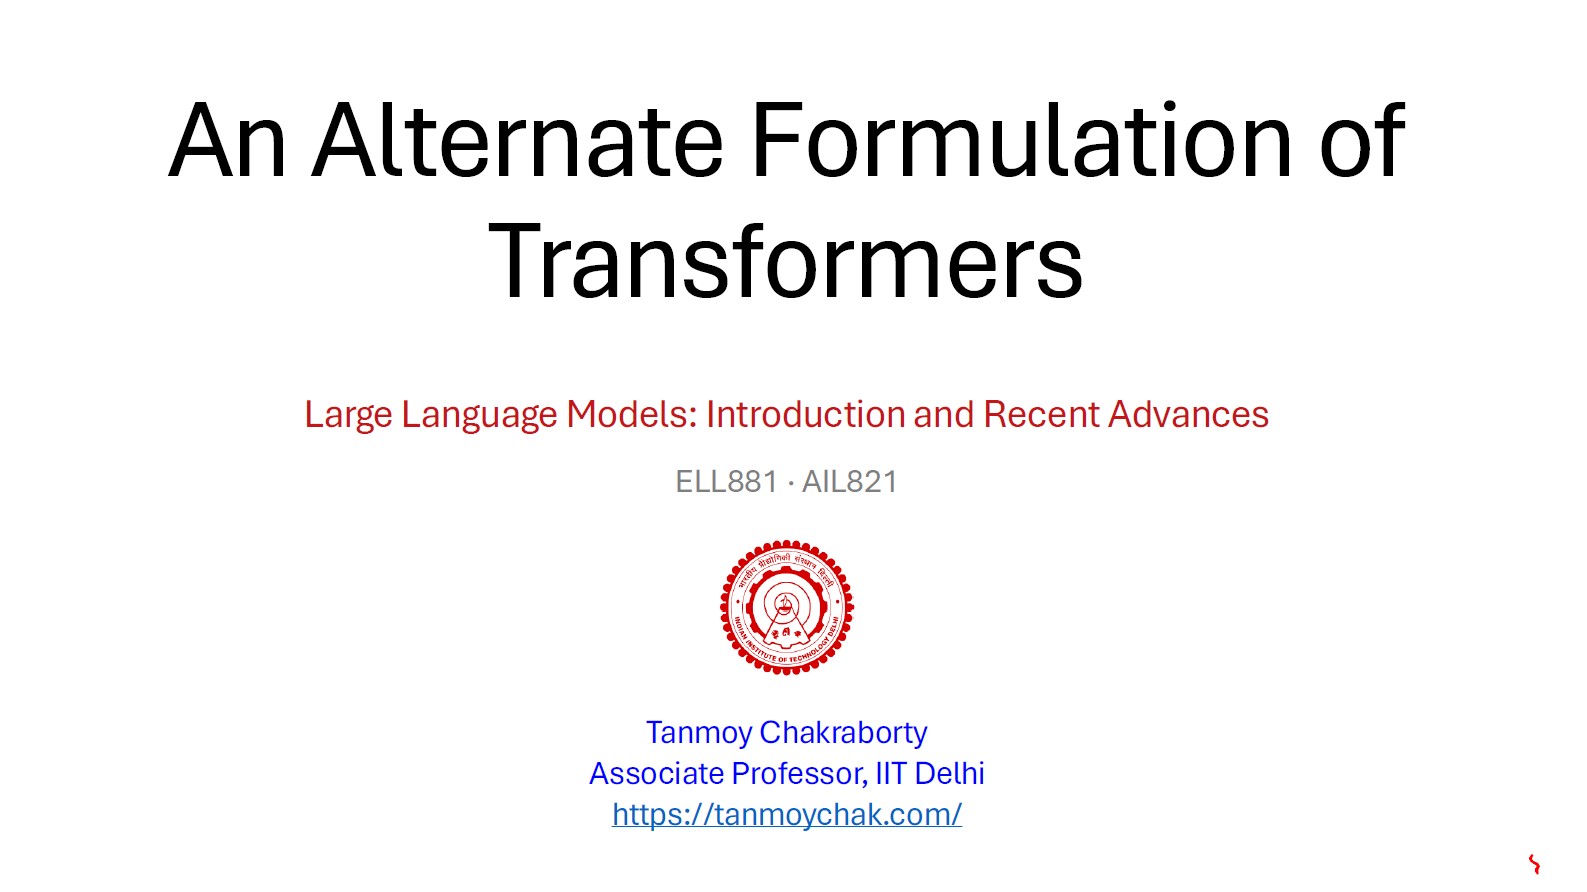 An Alternate Formulation of
Transformers
Large Language Models: Introduction and Recent Advances
ELL881 · AIL821
भारतीय प्रौद्योगिकी संस्थान दिल्ली
INDIAN INSTITUTE OF TECHNOLOGY DELHI
Tanmoy Chakraborty
Associate Professor, IIT Delhi
https://tanmoychak.com/